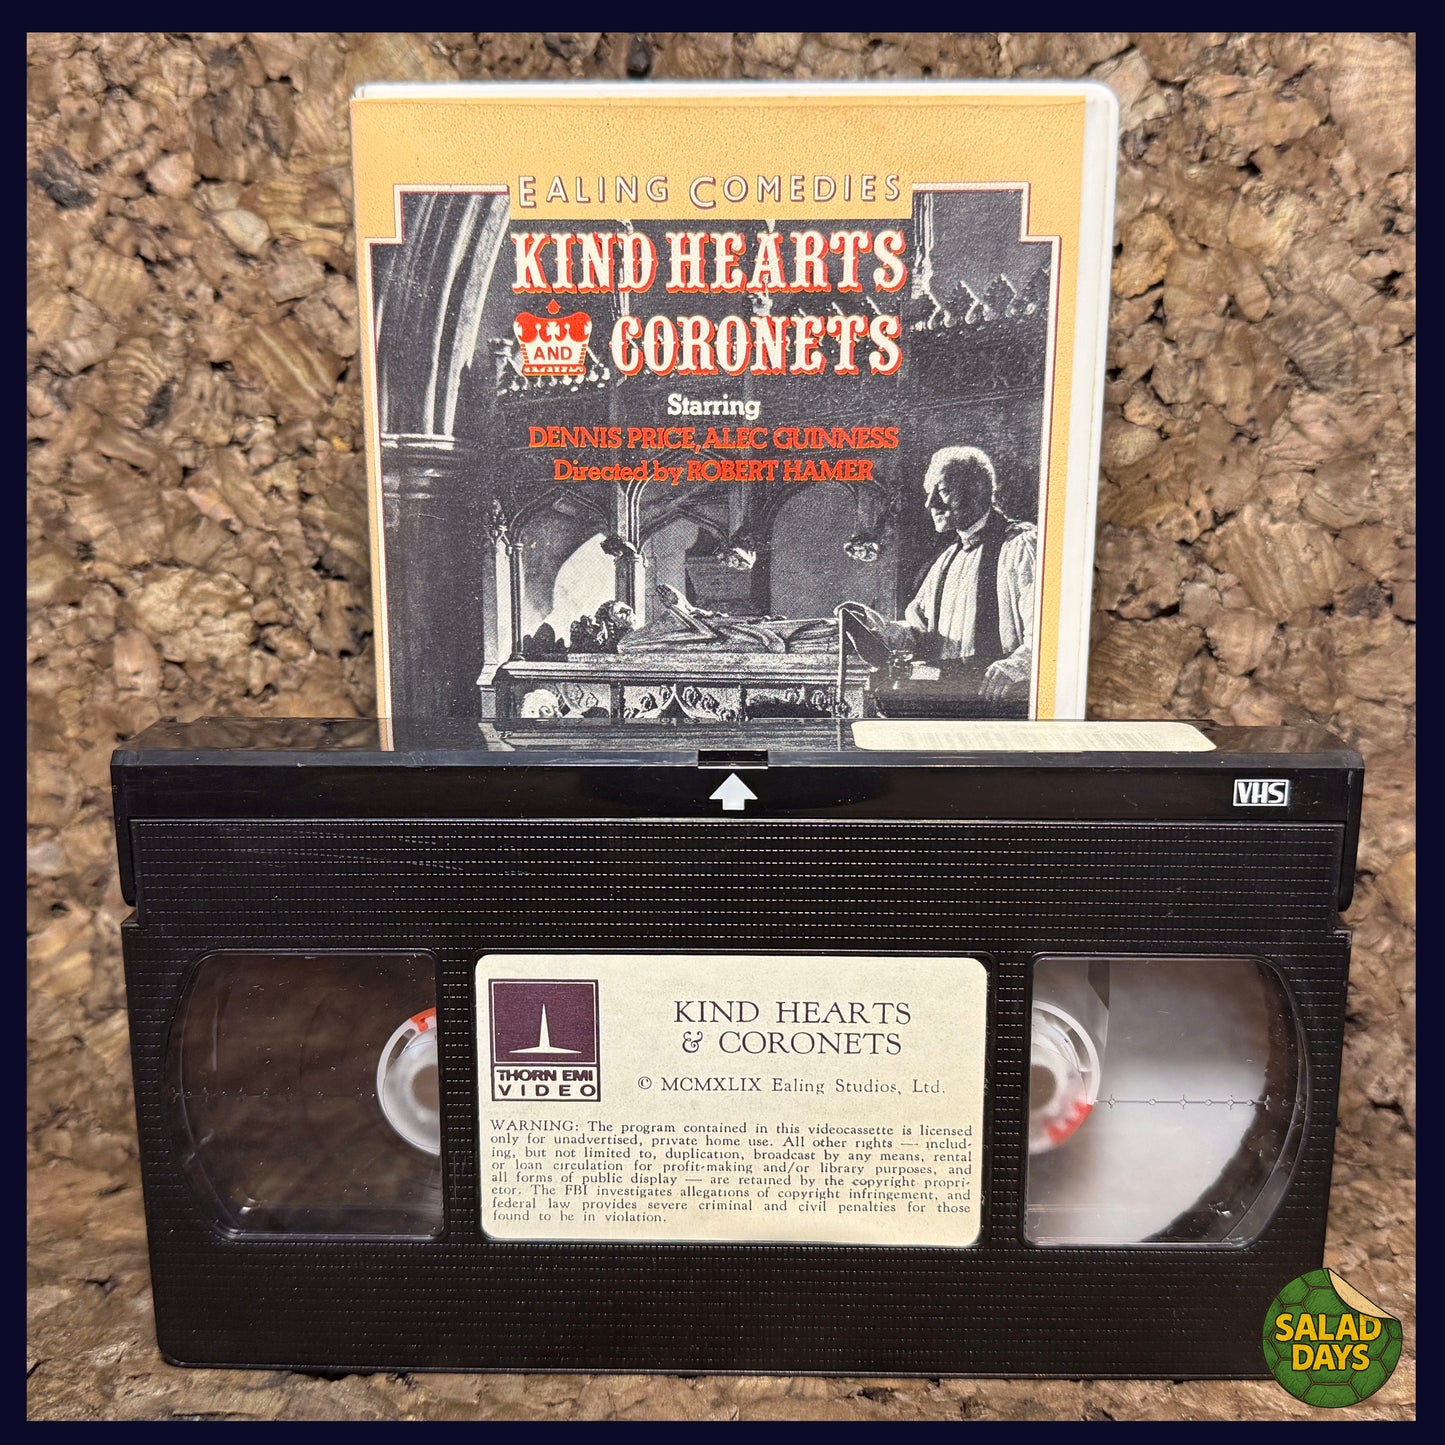 EALING COMEDIES
KIND HEARTS
AND CORONETS
Starring
DENNIS PRICE, ALEC GUINNESS
Directed by ROBERT HAMER
VHS
THORN EMI
VIDEO
KIND HEARTS
& CORONETS
© MCMXLIX Ealing Studios, Ltd.
WARNING: The program contained in this videocassette is licensed
only for unadvertised, private home use. All other rights — includ-
ing, but not limited to, duplication, broadcast by any means, rental
or loan circulation for profit-making and/or library purposes, and
all forms of public display — are retained by the copyright propri-
etor. The FBI investigates allegations of copyright infringement, and
federal law provides severe criminal and civil penalties for those
found to be in violation.
SALAD
DAYS